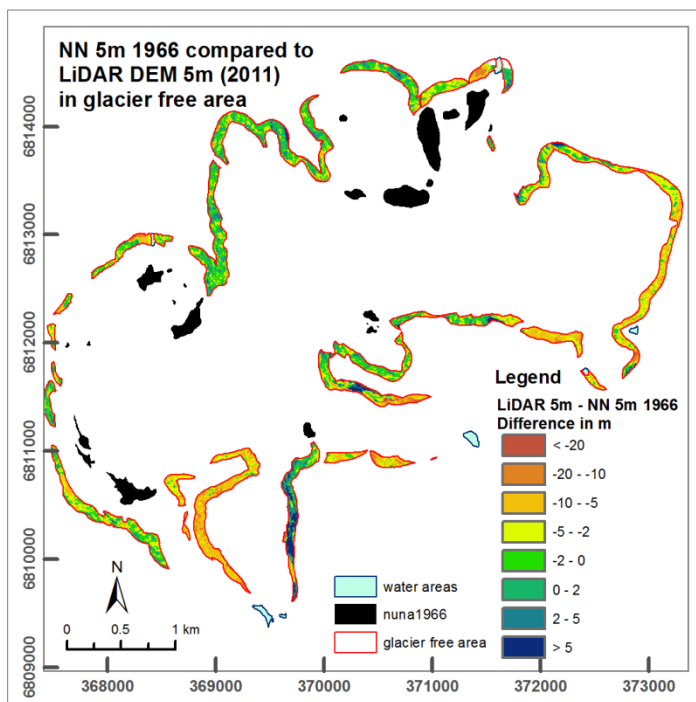 NN 5m 1966 compared to
LiDAR DEM 5m (2011)
in glacier free area
6814000
6813000
6812000
6811000
6810000
6809000
Legend
LiDAR 5m - NN 5m 1966
Difference in m
< -20
-20 - -10
-10 - -5
-5 - -2
-2 - 0
0 - 2
2 - 5
> 5
N
0 0.5 1 km
water areas
nuna1966
glacier free area
368000 369000 370000 371000 372000 373000